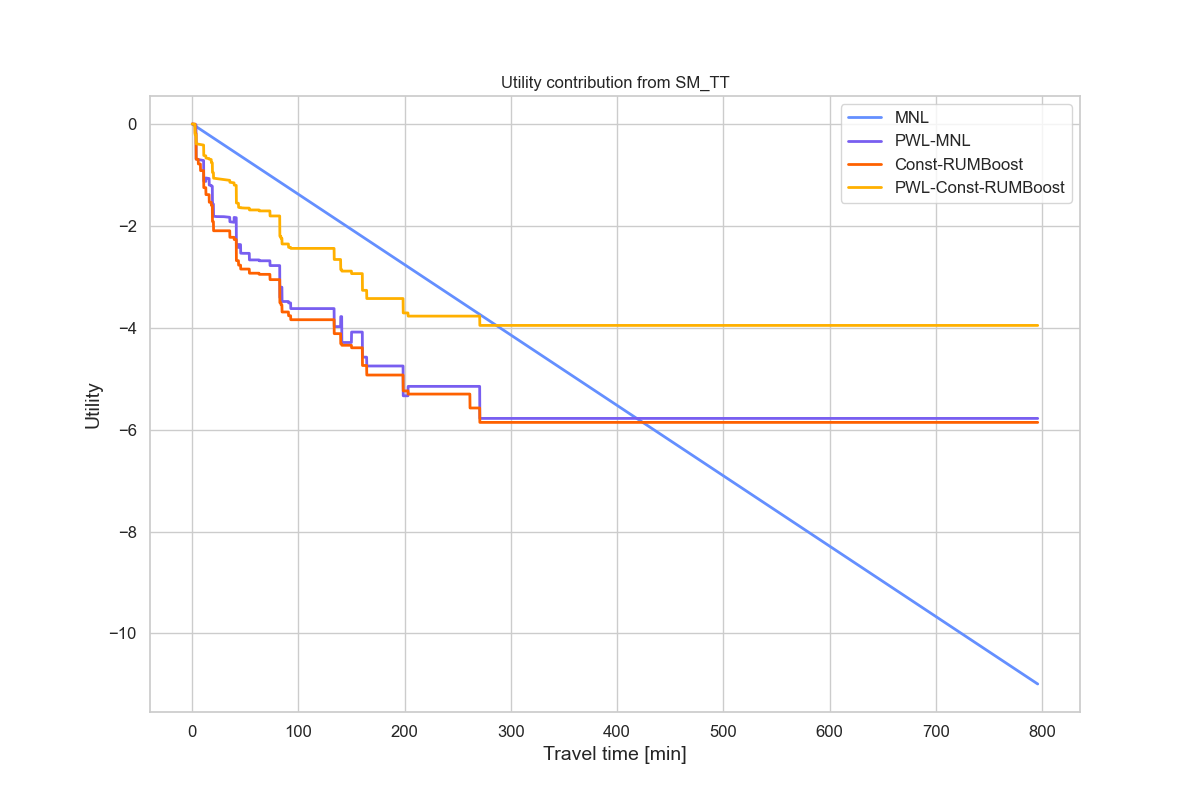 Utility contribution from SM_TT
MNL
PWL-MNL
Const-RUMBoost
PWL-Const-RUMBoost
0
−2
−4
−6
−8
−10
Utility
0 100 200 300 400 500 600 700 800
Travel time [min]